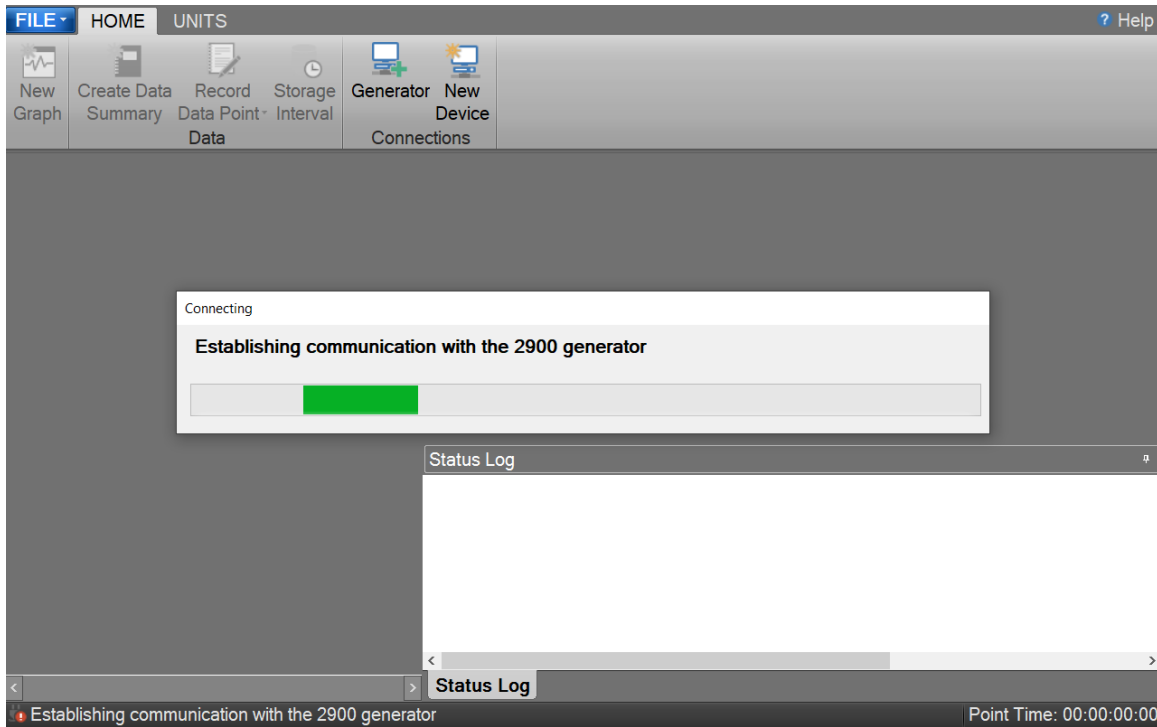 FILE HOME UNITS ? Help
New Graph
Create Data Summary
Record Data Point
Storage Interval
Generator
New Device
Data
Connections
Connecting
Establishing communication with the 2900 generator
Status Log
Status Log
Establishing communication with the 2900 generator
Point Time: 00:00:00:00